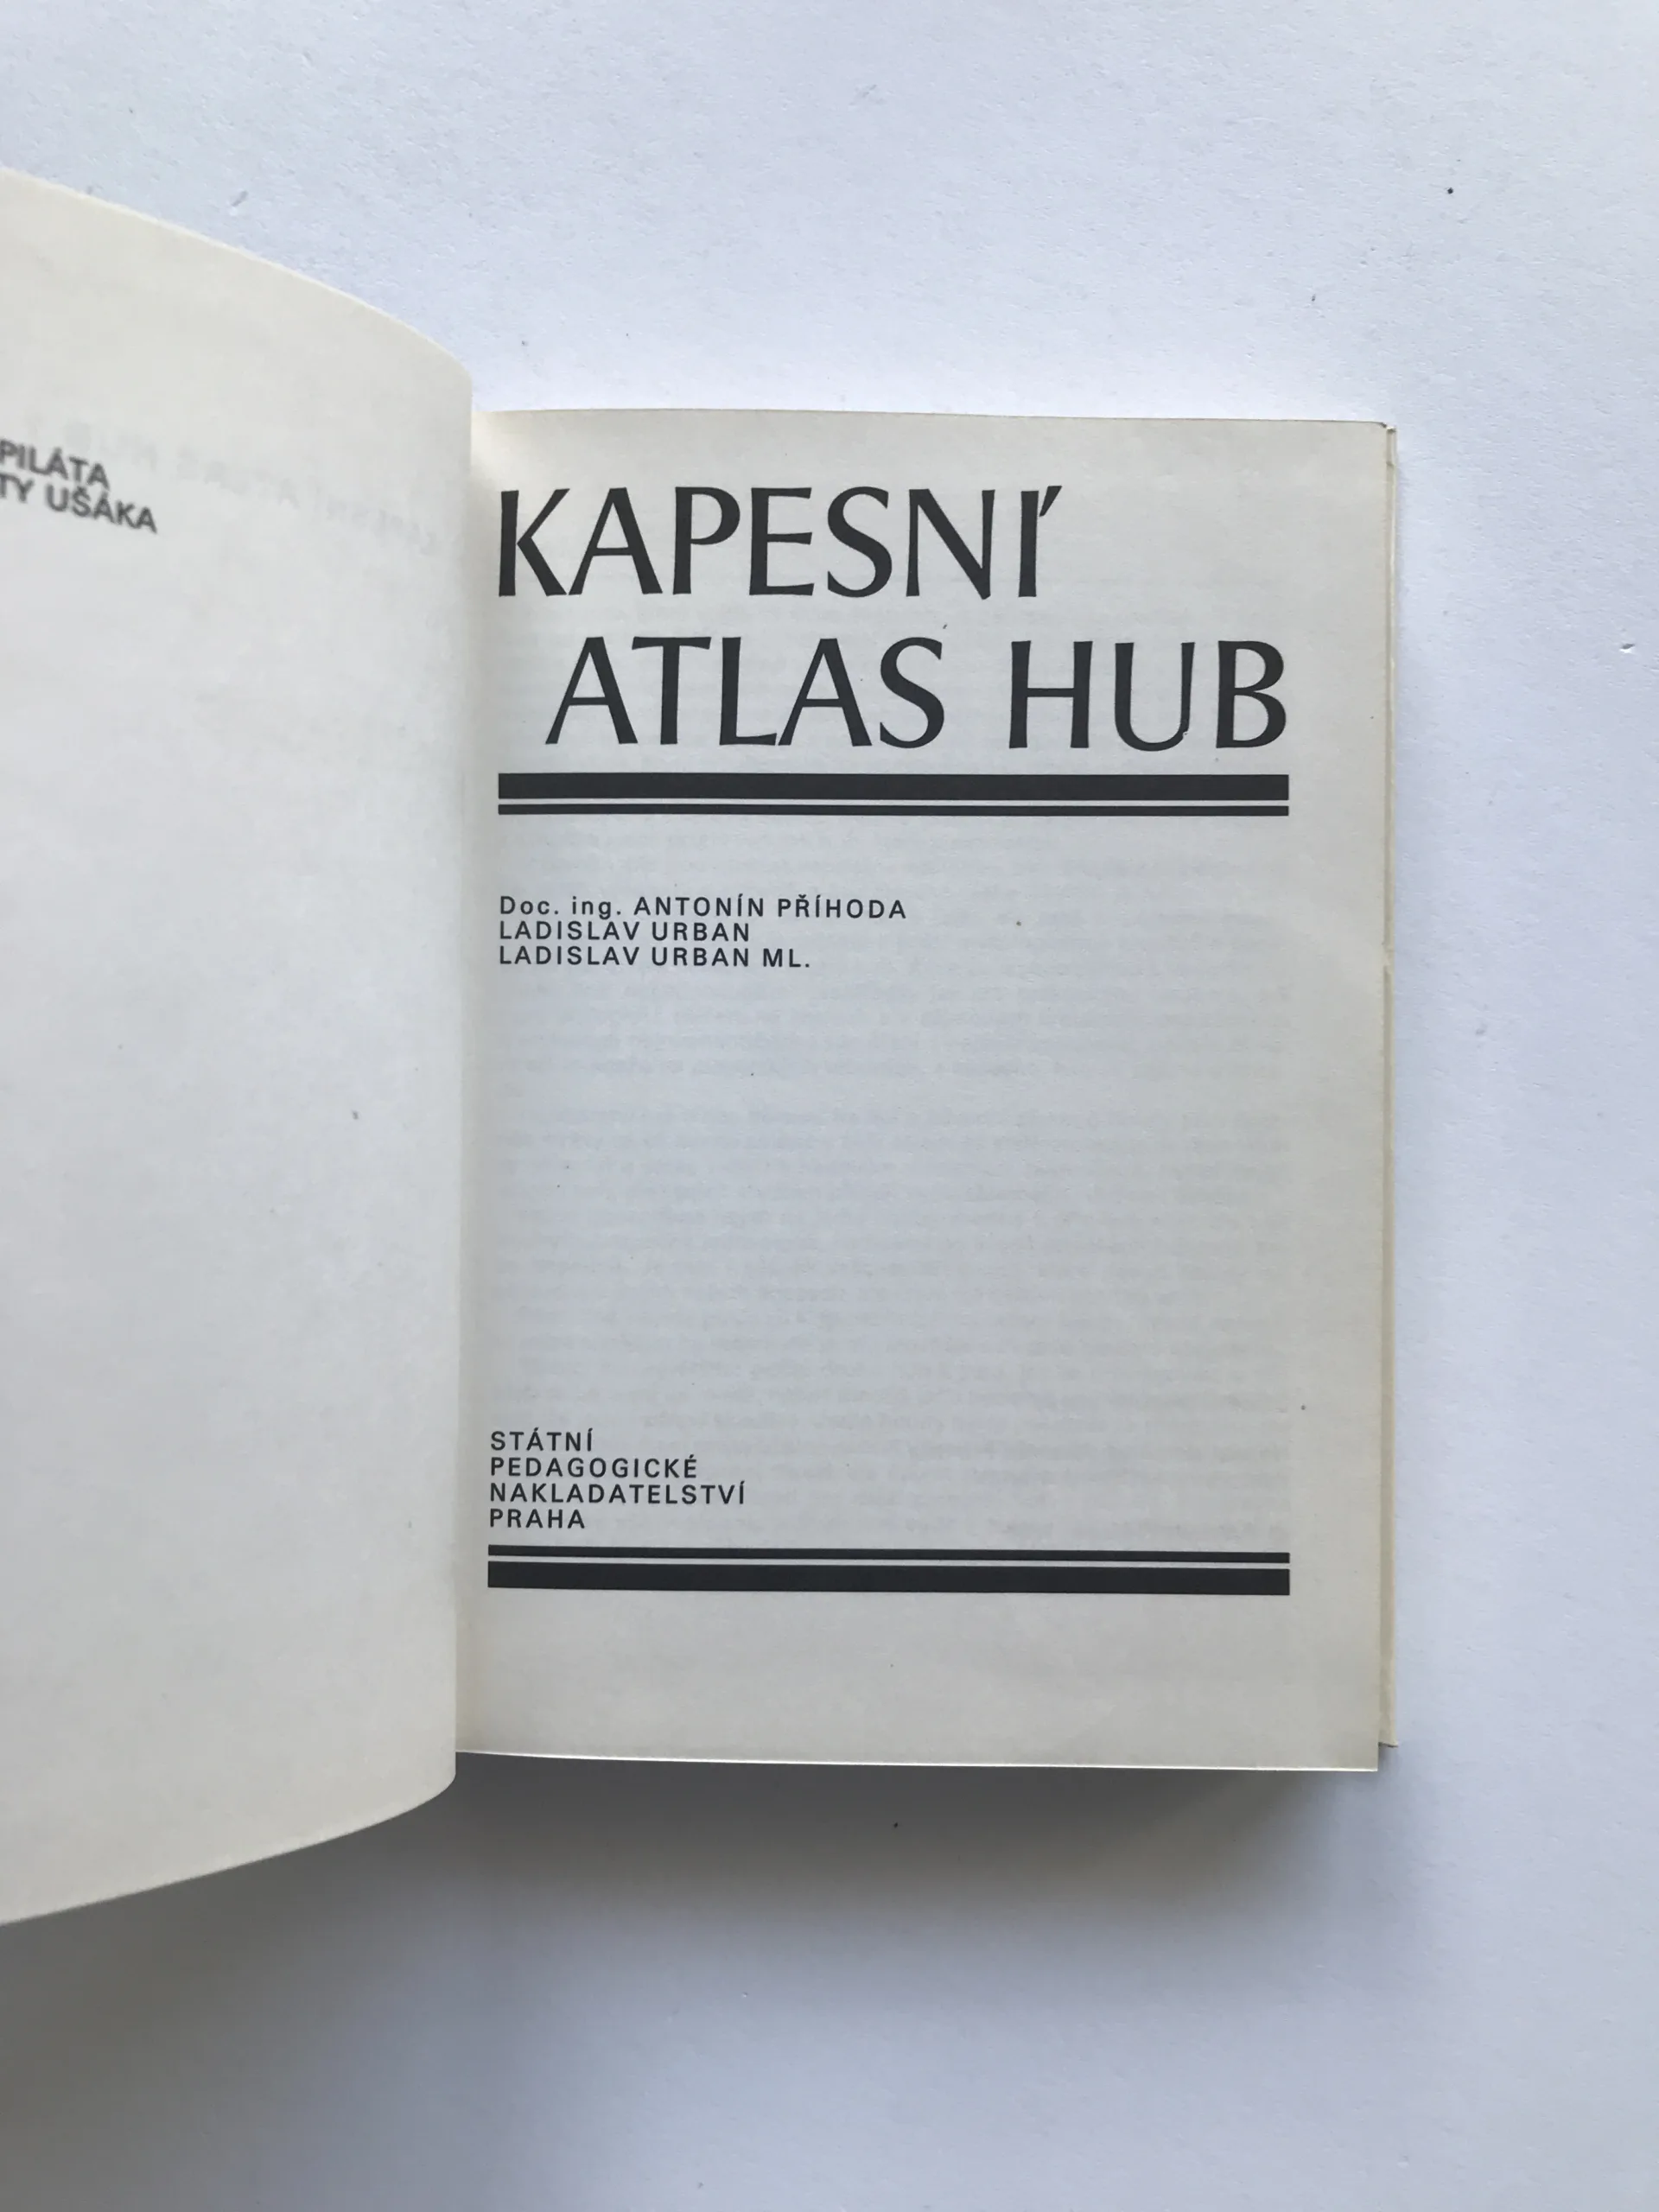 PILÁTA
TY UŠÁKA
KAPESNÍ
ATLAS HUB
Doc. ing. ANTONÍN PŘÍHODA
LADISLAV URBAN
LADISLAV URBAN ML.
STÁTNÍ
PEDAGOGICKÉ
NAKLADATELSTVÍ
PRAHA